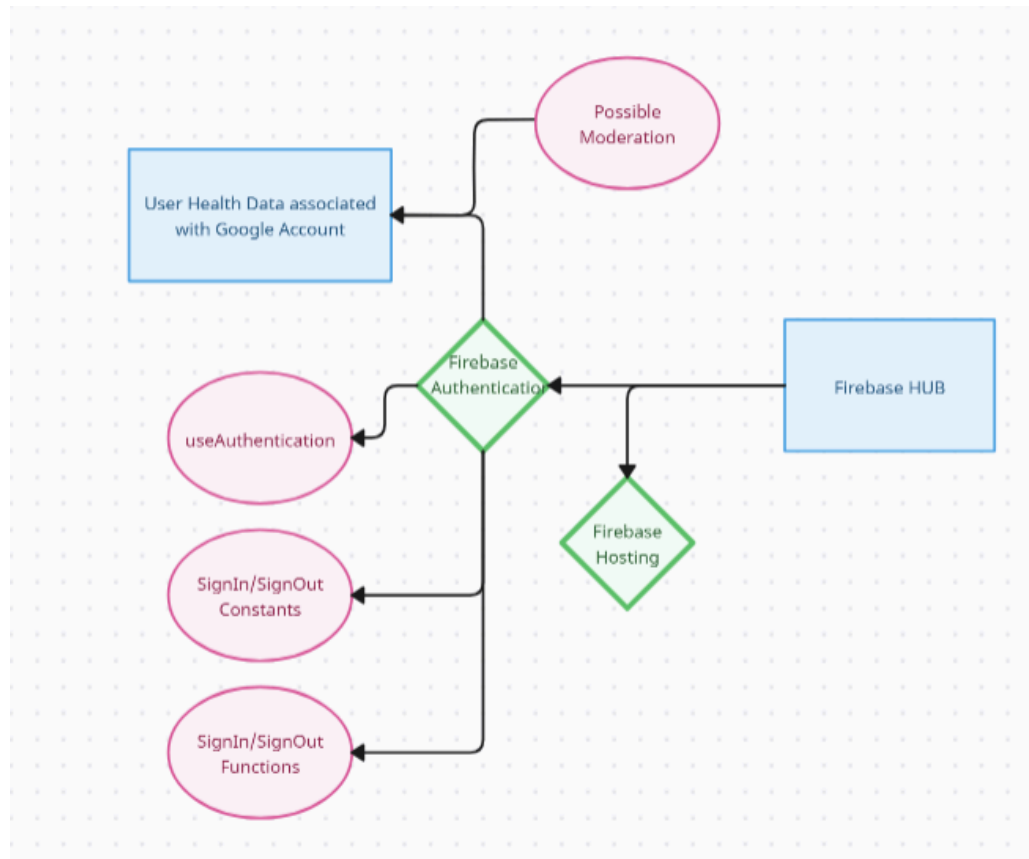 Possible
Moderation
User Health Data associated
with Google Account
Firebase
Authentication
Firebase HUB
useAuthentication
Firebase
Hosting
SignIn/SignOut
Constants
SignIn/SignOut
Functions